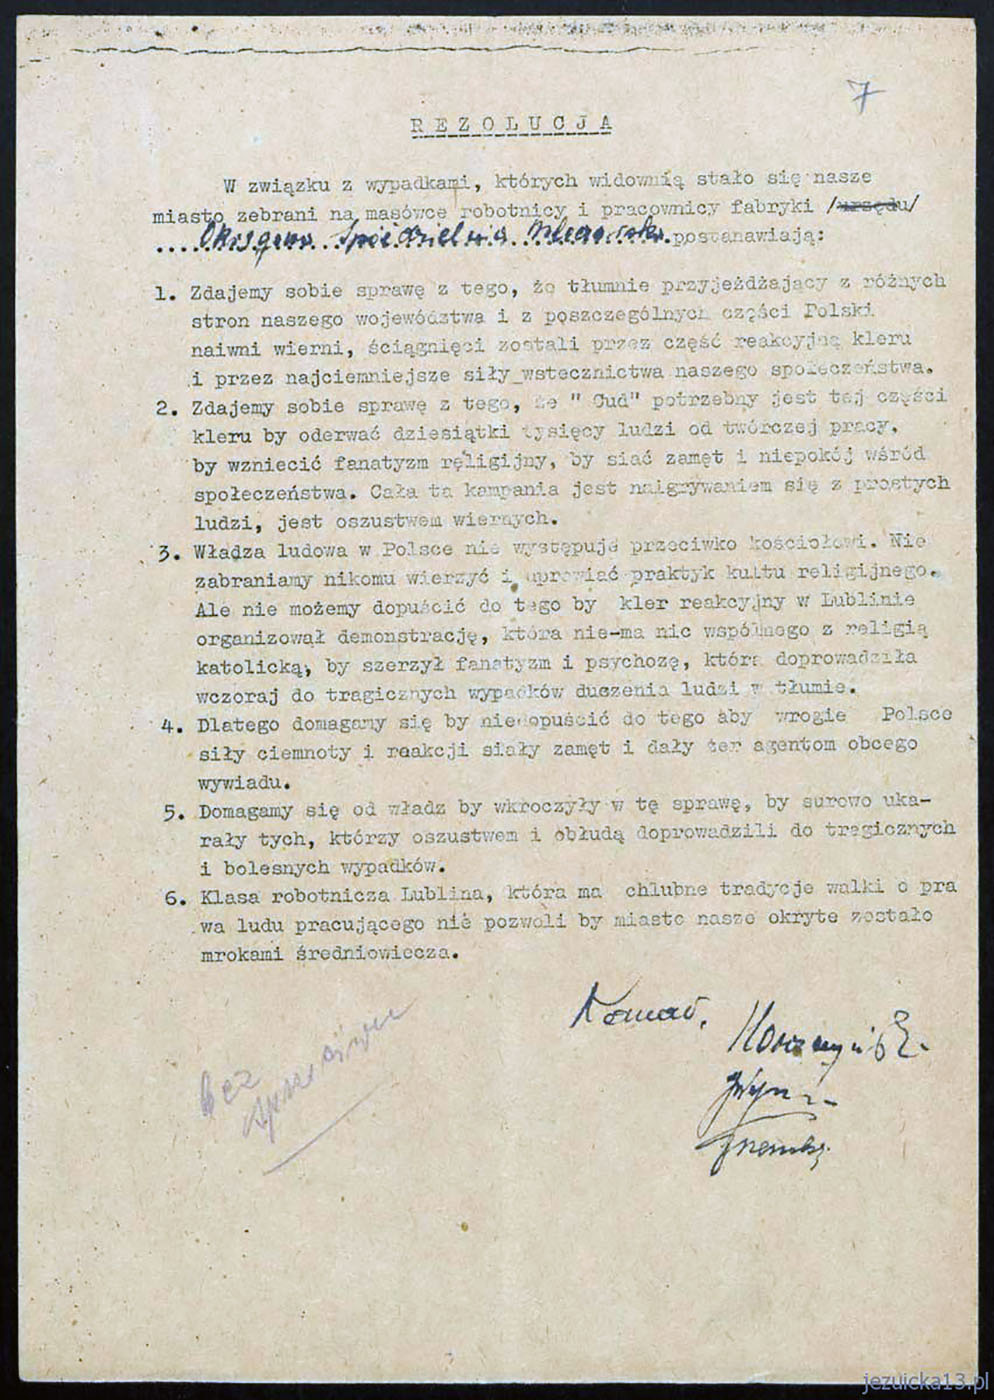 7
REZOLUCJA
W związku z wypadkami, których widownią stało się nasze
miasto zebrani na masówce robotnicy i pracownicy fabryki /urzędu/
....Okręgowa Spółdzielnia Mleczarska.postanawiają:
1. Zdajemy sobie sprawę z tego, że tłumnie przyjeżdżający z różnych
stron naszego województwa i z poszczególnych części Polski
naiwni wierni, ściągnięci zostali przez część reakcyjną kleru
i przez najciemniejsze siły_wstecznictwa naszego społeczeństwa.
2. Zdajemy sobie sprawę z tego, że " Cud" potrzebny jest tej części
kleru by oderwać dziesiątki tysięcy ludzi od twórczej pracy,
by wzniecić fanatyzm religijny, by siać zamęt i niepokój wśród
społeczeństwa. Cała ta kampania jest naigrywaniem się z prostych
ludzi, jest oszustwem wiernych.
3. Władza ludowa w Polsce nie występuje przeciwko kościołowi. Nie
zabraniamy nikomu wierzyć i uprawiać praktyk kultu religijnego.
Ale nie możemy dopuścić do tego by kler reakcyjny w Lublinie
organizował demonstrację, która nie-ma nic wspólnego z religią
katolicką, by szerzył fanatyzm i psychozę, która doprowadziła
wczoraj do tragicznych wypadków duszenia ludzi w tłumie.
4. Dlatego domagamy się by niedopuścić do tego aby wrogie Polsce
siły ciemnoty i reakcji siały zamęt i dały żer agentom obcego
wywiadu.
5. Domagamy się od władz by wkroczyły w tę sprawę, by surowo uka-
rały tych, którzy oszustwem i obłudą doprowadzili do tragicznych
i bolesnych wypadków.
6. Klasa robotnicza Lublina, która ma chlubne tradycje walki o pra
wa ludu pracującego nie pozwoli by miasto nasze okryte zostało
mrokami średniowiecza.
bez
jezuicka13.pl